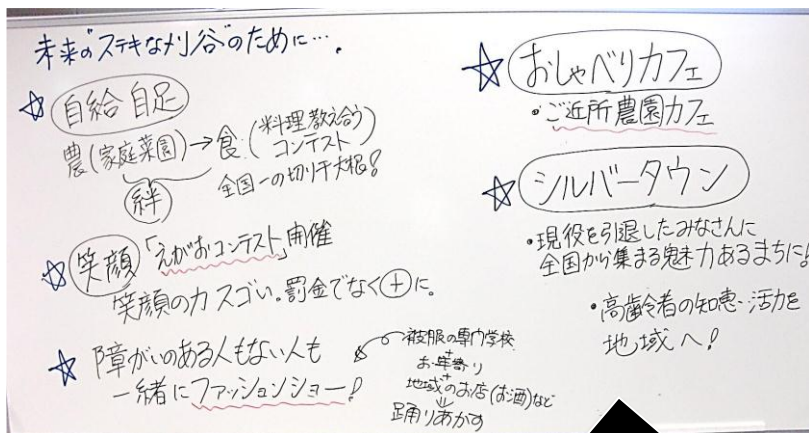 未来の"ステキな刈谷"のために….
☆ 自給自足
農(家庭菜園)→食(料理教え合う
コンテスト)
絆
全国一の切り干大根!
☆ 笑顔 「えがおコンテスト」開催
笑顔の力スゴい。罰金でなく⊕に。
☆ 障がいのある人もない人も
一緒にファッションショー!
被服の専門学校
+
お年寄り
+
地域のお店(お酒)など
⇓
踊りあかす
☆ おしゃべりカフェ
・ご近所農園カフェ
☆ シルバータウン
・現役を引退したみなさんに
全国から集まる魅力あるまちに!
・高齢者の知恵・活力を
地域へ!